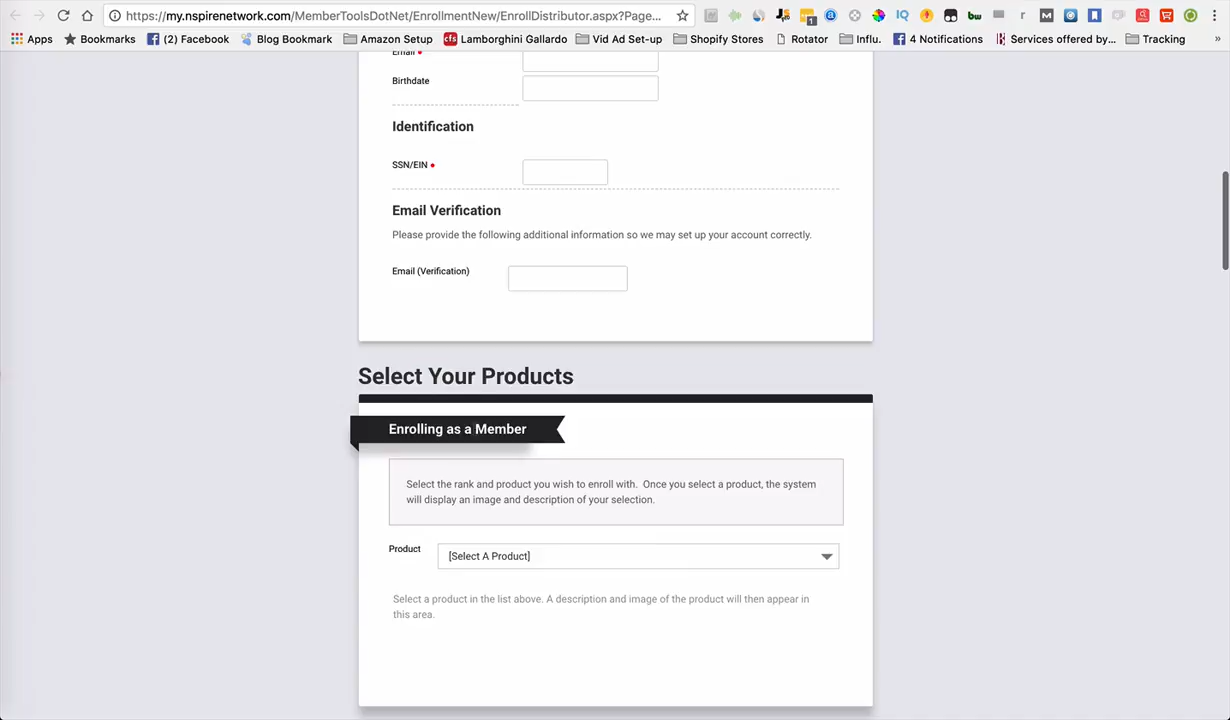 https://my.nspirenetwork.com/MemberToolsDotNet/EnrolmentNew/EnrollDistributor.aspx?Page...
Apps Bookmarks (2) Facebook Blog Bookmark Amazon Setup cfs Lamborghini Gallardo Vid Ad Set-up Shopify Stores Rotator Influ. 4 Notifications Services offered by... Tracking »
Email
Birthdate
Identification
SSN/EIN
Email Verification
Please provide the following additional information so we may set up your account correctly.
Email (Verification)
Select Your Products
Enrolling as a Member
Select the rank and product you wish to enroll with. Once you select a product, the system
will display an image and description of your selection.
Product [Select A Product]
Select a product in the list above. A description and image of the product will then appear in
this area.